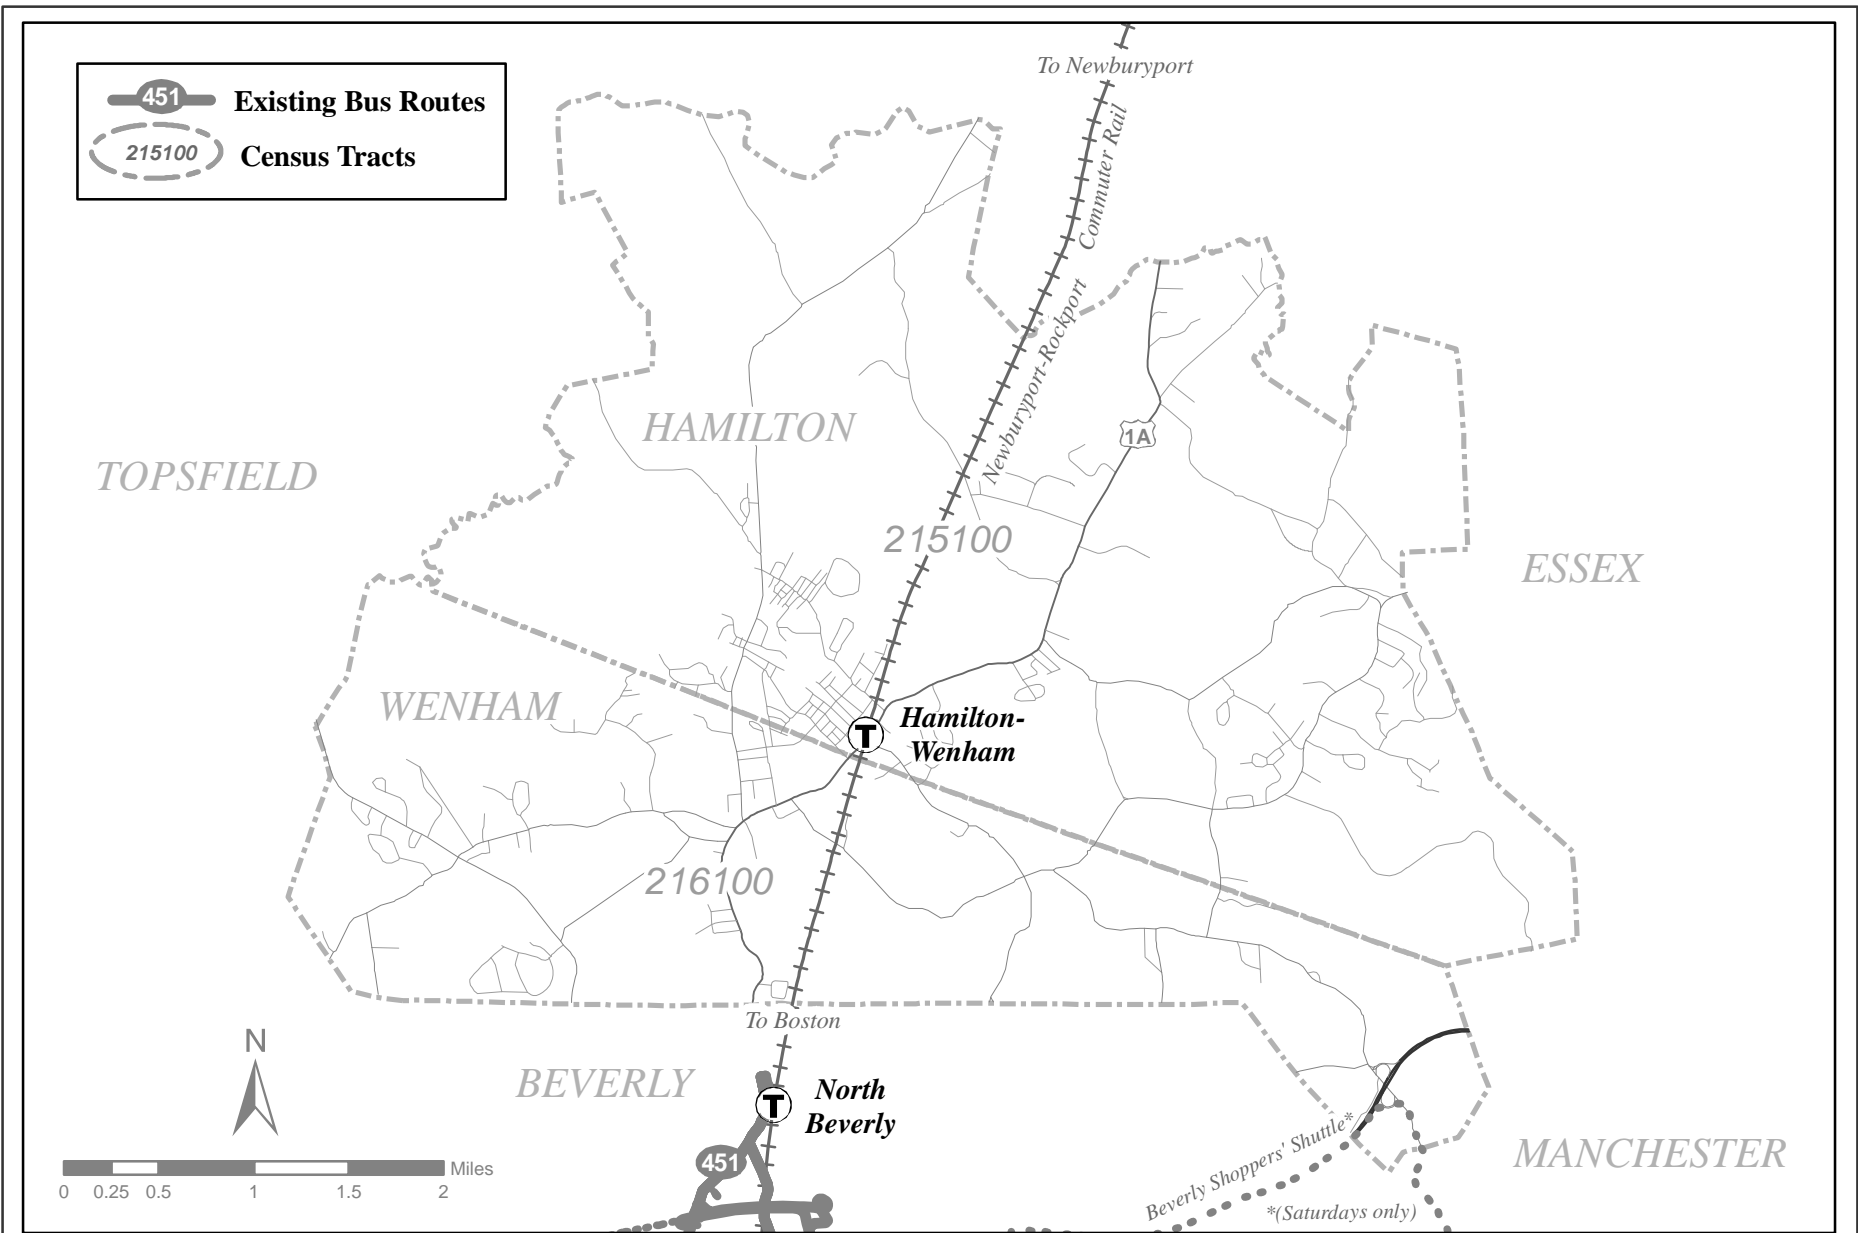 To Newburyport
451 Existing Bus Routes
215100 Census Tracts
Commuter Rail
Newburyport-Rockport
HAMILTON
1A
TOPSFIELD
215100
ESSEX
WENHAM
T Hamilton-
Wenham
216100
To Boston
N
BEVERLY
T North
Beverly
Beverly Shoppers' Shuttle*
MANCHESTER
451
Miles
0 0.25 0.5 1 1.5 2
*(Saturdays only)